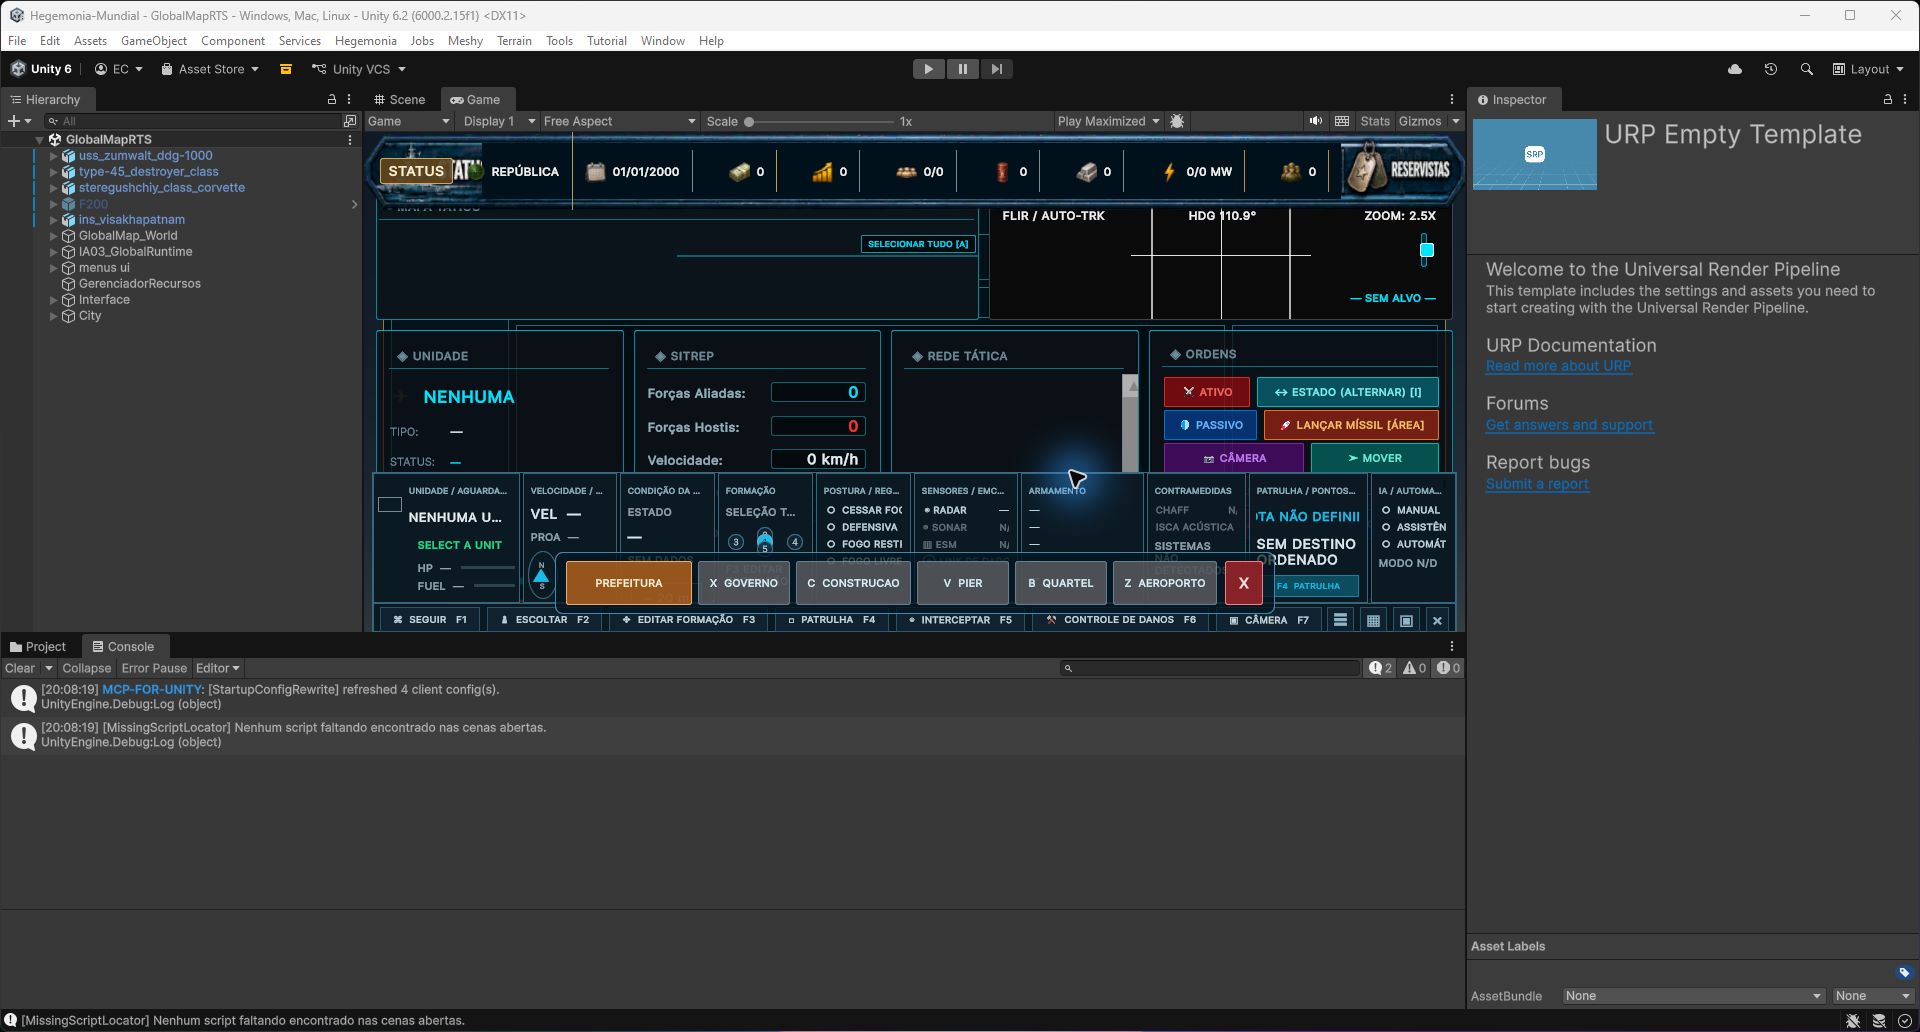 Hegemonia-Mundial - GlobalMapRTS - Windows, Mac, Linux - Unity 6.2 (6000.2.15f1) <DX11>
File Edit Assets GameObject Component Services Hegemonia Jobs Meshy Terrain Tools Tutorial Window Help
Unity 6 EC Asset Store Unity VCS Layout
Hierarchy
All
GlobalMapRTS
uss_zumwalt_ddg-1000
type-45_destroyer_class
steregushchiy_class_corvette
F200
ins_visakhapatnam
GlobalMap_World
IA03_GlobalRuntime
menus ui
GerenciadorRecursos
Interface
City
Scene Game
Game Display 1 Free Aspect Scale 1x Play Maximized Stats Gizmos
STATUS REPÚBLICA 01/01/2000 0 0 0/0 0 0 0/0 MW 0 RESERVISTAS
SELECIONAR TUDO [A]
FLIR / AUTO-TRK HDG 110.9° ZOOM: 2.5X
— SEM ALVO —
UNIDADE
NENHUMA
TIPO: —
STATUS: —
SITREP
Forças Aliadas: 0
Forças Hostis: 0
Velocidade: 0 km/h
REDE TÁTICA
ORDENS
ATIVO ESTADO (ALTERNAR) [I]
PASSIVO LANÇAR MÍSSIL [ÁREA]
CÂMERA MOVER
UNIDADE / AGUARDA...
NENHUMA U...
SELECT A UNIT
HP —
FUEL —
VELOCIDADE / ...
VEL —
PROA —
N
S
CONDIÇÃO DA ...
ESTADO
—
FORMAÇÃO
SELEÇÃO T...
3 5 4
POSTURA / REG...
CESSAR FOG
DEFENSIVA
FOGO RESTI
SENSORES / EMC...
RADAR —
SONAR N/
ESM N/
ARMAMENTO
—
—
—
CONTRAMEDIDAS
CHAFF N/
ISCA ACÚSTICA
SISTEMAS
PATRULHA / PONTOS...
OTA NÃO DEFINII
SEM DESTINO
ORDENADO
F4 PATRULHA
IA / AUTOMA...
MANUAL
ASSISTÊN
AUTOMÁT
MODO N/D
PREFEITURA X GOVERNO C CONSTRUCAO V PIER B QUARTEL Z AEROPORTO X
SEGUIR F1 ESCOLTAR F2 EDITAR FORMAÇÃO F3 PATRULHA F4 INTERCEPTAR F5 CONTROLE DE DANOS F6 CÂMERA F7
Project Console
Clear Collapse Error Pause Editor 2 0 0
[20:08:19] MCP-FOR-UNITY: [StartupConfigRewrite] refreshed 4 client config(s).
UnityEngine.Debug:Log (object)
[20:08:19] [MissingScriptLocator] Nenhum script faltando encontrado nas cenas abertas.
UnityEngine.Debug:Log (object)
Inspector
SRP
URP Empty Template
Welcome to the Universal Render Pipeline
This template includes the settings and assets you need to
start creating with the Universal Render Pipeline.
URP Documentation
Read more about URP
Forums
Get answers and support
Report bugs
Submit a report
Asset Labels
AssetBundle None None
[MissingScriptLocator] Nenhum script faltando encontrado nas cenas abertas.